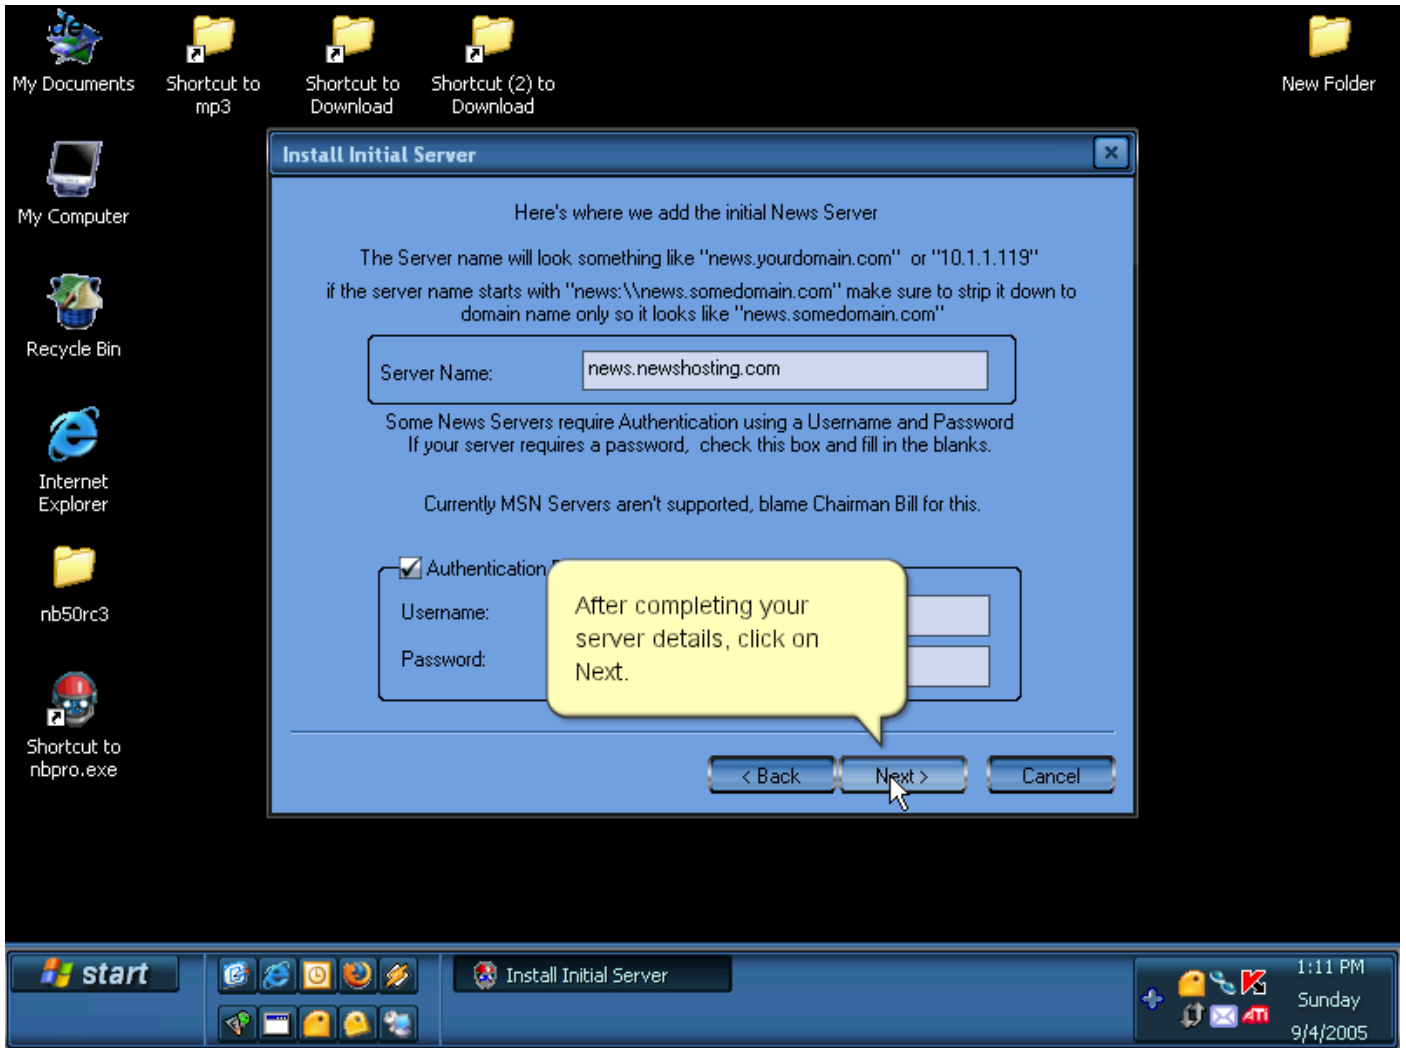 My Documents
Shortcut to
mp3
Shortcut to
Download
Shortcut (2) to
Download
New Folder
My Computer
Recycle Bin
Internet
Explorer
nb50rc3
Shortcut to
nbpro.exe
Install Initial Server
Here's where we add the initial News Server
The Server name will look something like "news.yourdomain.com" or "10.1.1.119"
if the server name starts with "news:\\news.somedomain.com" make sure to strip it down to
domain name only so it looks like "news.somedomain.com"
Server Name:
news.newshosting.com
Some News Servers require Authentication using a Username and Password
If your server requires a password, check this box and fill in the blanks.
Currently MSN Servers aren't supported, blame Chairman Bill for this.
Authentication
Username:
Password:
After completing your
server details, click on
Next.
< Back
Next >
Cancel
start
Install Initial Server
1:11 PM
Sunday
9/4/2005
ATI